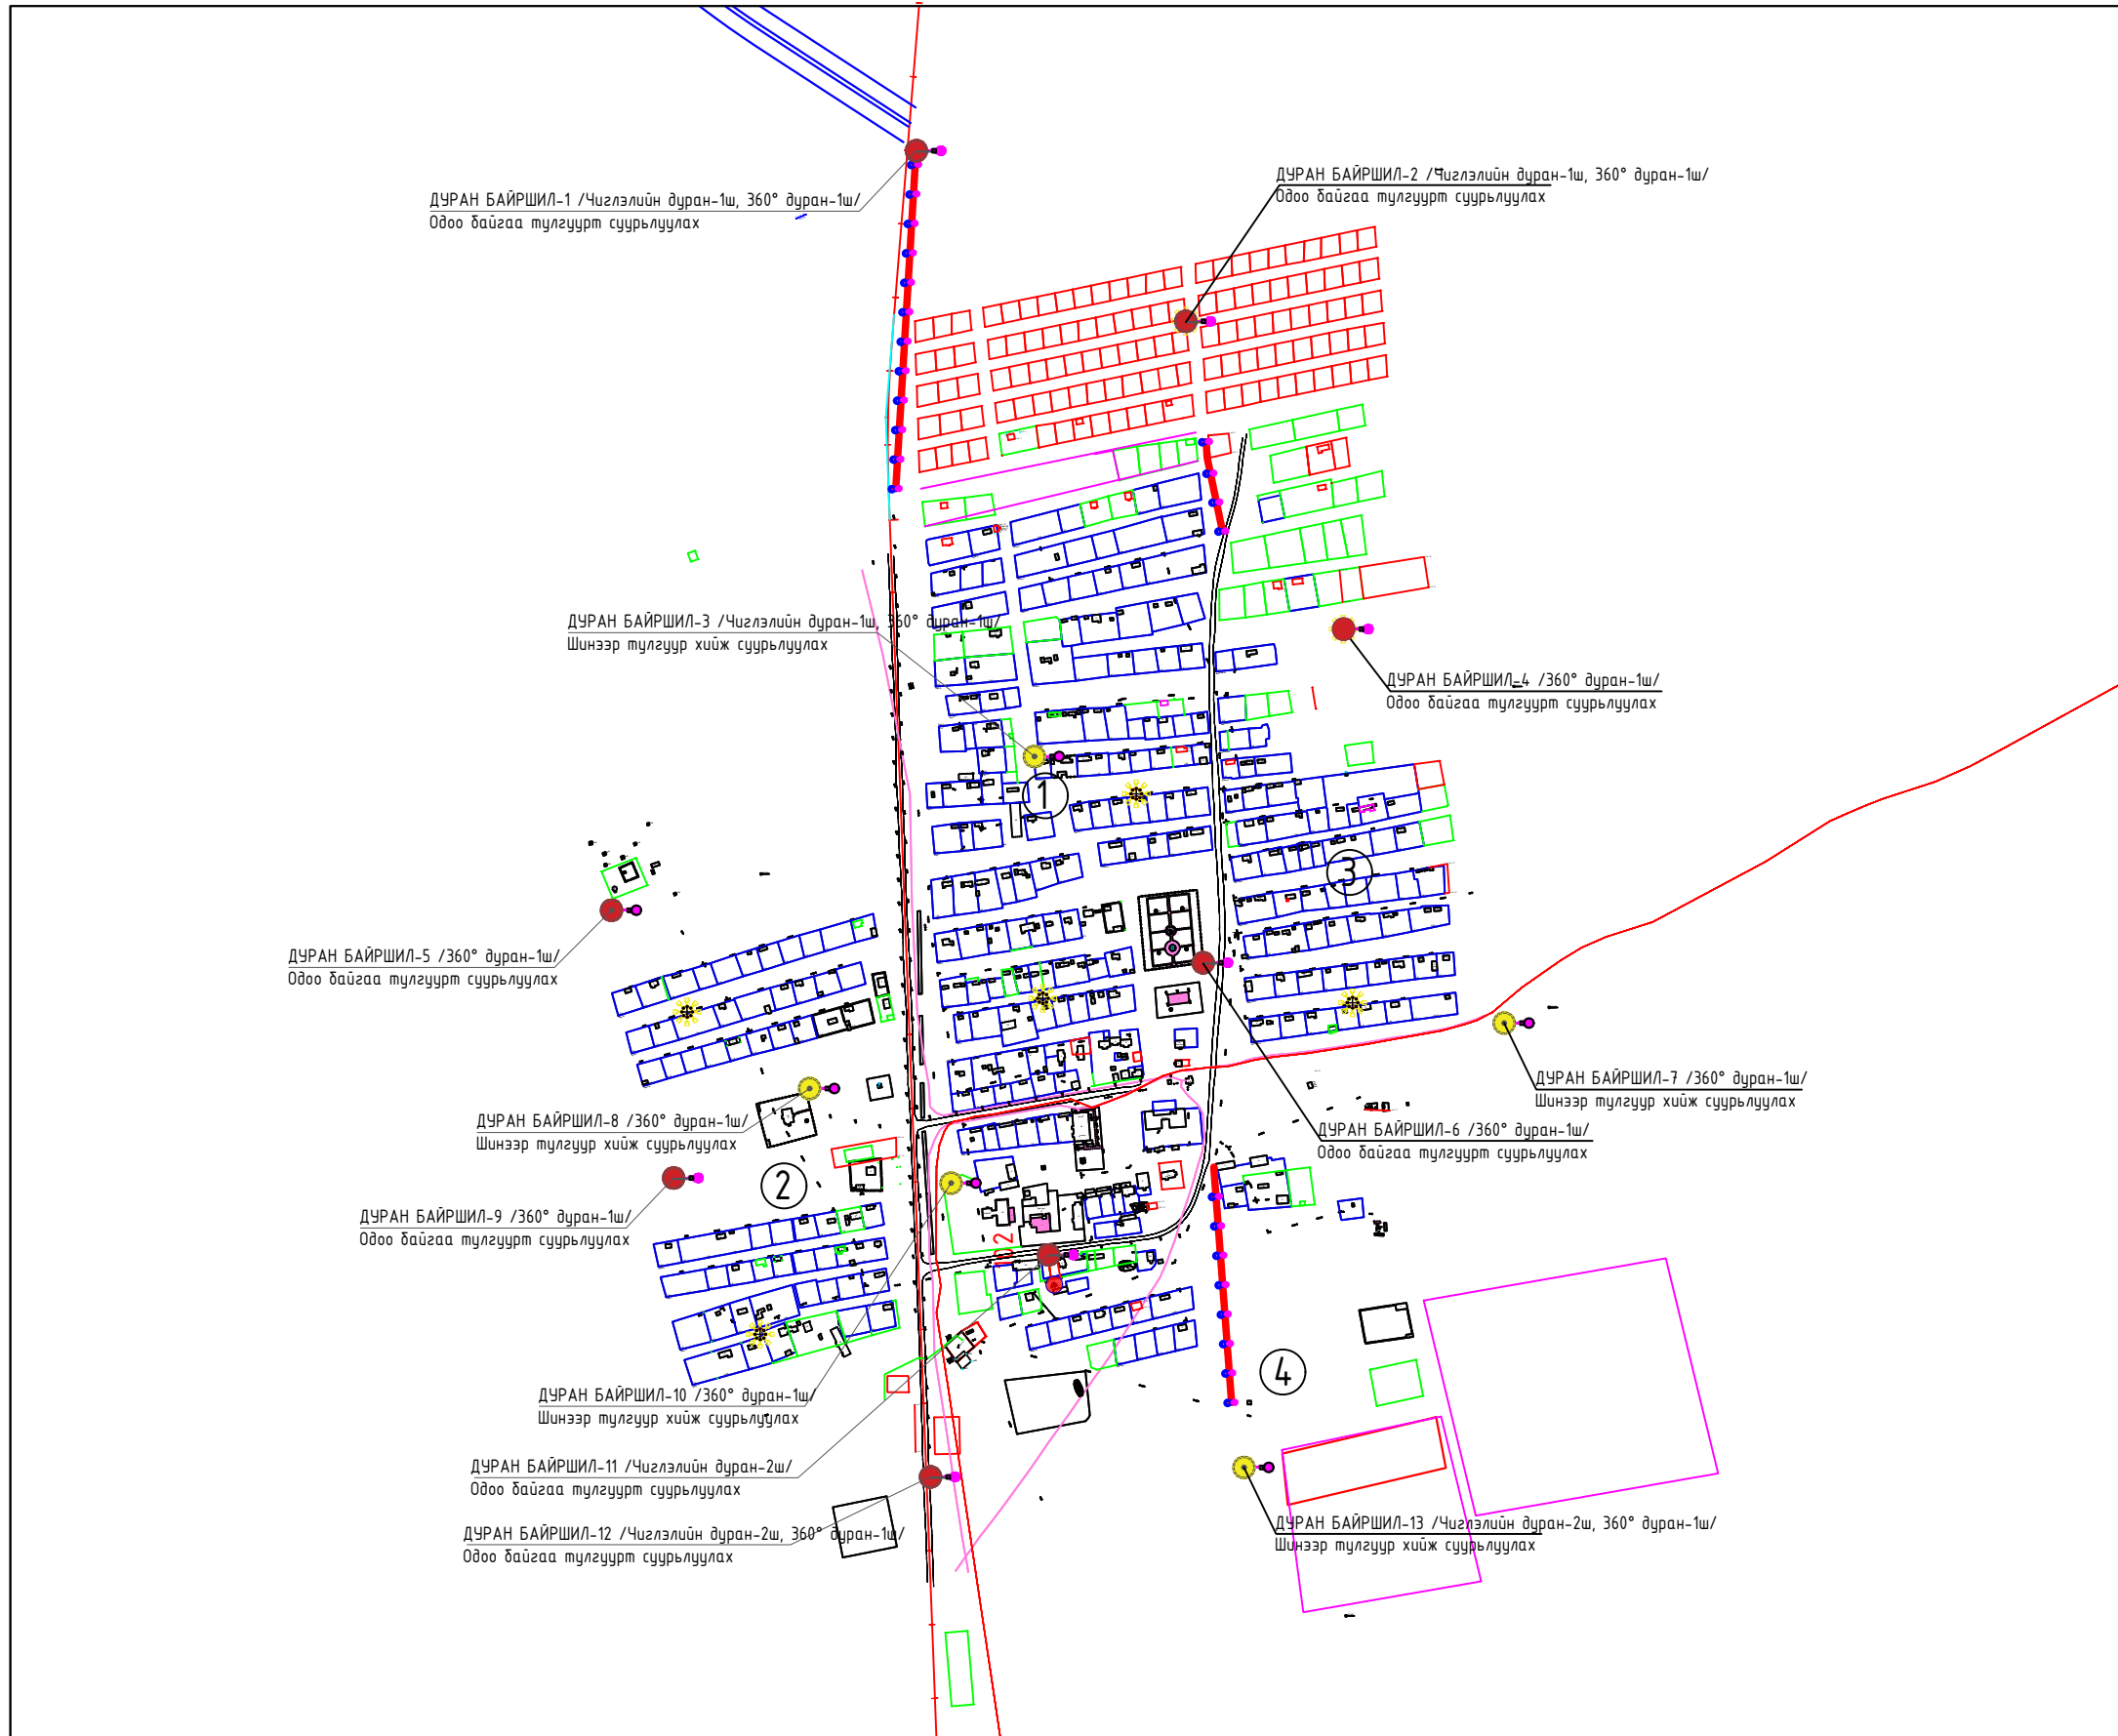 ДУРАН БАЙРШИЛ-1 /Чиглэлийн дуран-1ш, 360° дуран-1ш/
Одоо байгаа тулгуурт суурьлуулах
ДУРАН БАЙРШИЛ-2 /Чиглэлийн дуран-1ш, 360° дуран-1ш/
Одоо байгаа тулгуурт суурьлуулах
ДУРАН БАЙРШИЛ-3 /Чиглэлийн дуран-1ш, 360° дуран-1ш/
Шинээр тулгуур хийж суурьлуулах
ДУРАН БАЙРШИЛ-4 /360° дуран-1ш/
Одоо байгаа тулгуурт суурьлуулах
1
3
ДУРАН БАЙРШИЛ-5 /360° дуран-1ш/
Одоо байгаа тулгуурт суурьлуулах
ДУРАН БАЙРШИЛ-7 /360° дуран-1ш/
Шинээр тулгуур хийж суурьлуулах
ДУРАН БАЙРШИЛ-8 /360° дуран-1ш/
Шинээр тулгуур хийж суурьлуулах
ДУРАН БАЙРШИЛ-6 /360° дуран-1ш/
Одоо байгаа тулгуурт суурьлуулах
2
ДУРАН БАЙРШИЛ-9 /360° дуран-1ш/
Одоо байгаа тулгуурт суурьлуулах
4
ДУРАН БАЙРШИЛ-10 /360° дуран-1ш/
Шинээр тулгуур хийж суурьлуулах
ДУРАН БАЙРШИЛ-11 /Чиглэлийн дуран-2ш/
Одоо байгаа тулгуурт суурьлуулах
ДУРАН БАЙРШИЛ-12 /Чиглэлийн дуран-2ш, 360° дуран-1ш/
Одоо байгаа тулгуурт суурьлуулах
ДУРАН БАЙРШИЛ-13 /Чиглэлийн дуран-2ш, 360° дуран-1ш/
Шинээр тулгуур хийж суурьлуулах